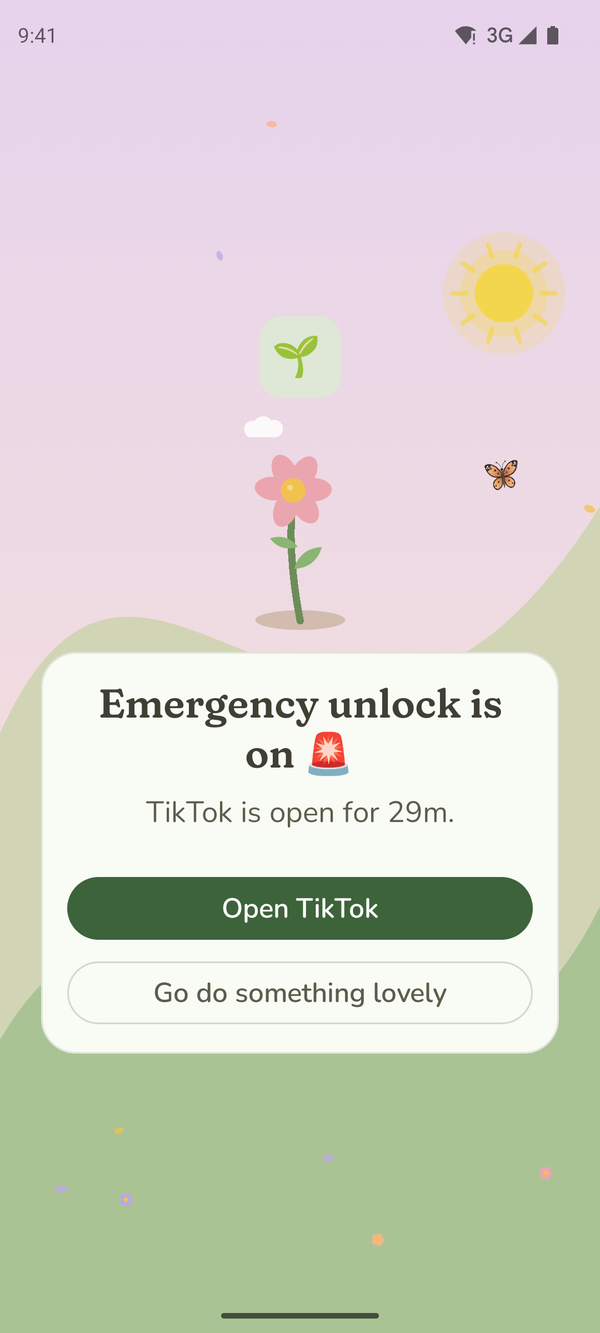 9:41
3G
Emergency unlock is
on 🚨
TikTok is open for 29m.
Open TikTok
Go do something lovely